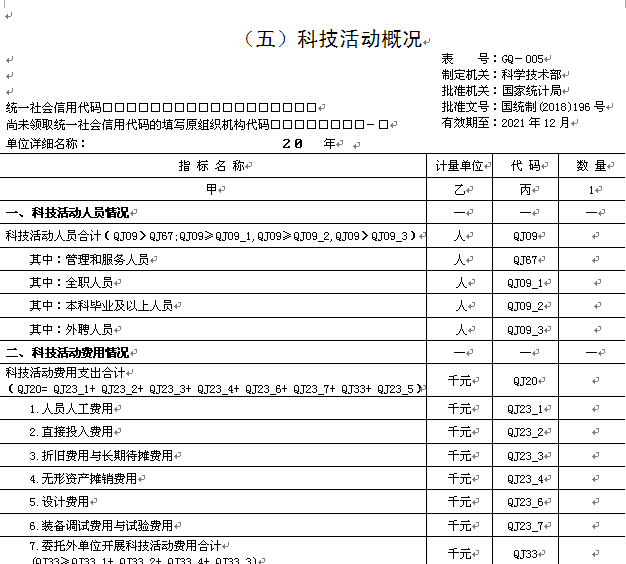 （五）科技活动概况
表　　号：GQ－005
制定机关：科学技术部
批准机关：国家统计局
统一社会信用代码□□□□□□□□□□□□□□□□□□
批准文号：国统制(2018)196 号
尚未领取统一社会信用代码的填写原组织机构代码□□□□□□□□－□
有效期至：2021 年 12 月
单位详细名称： 20 年
指 标 名 称 计量单位 代 码 数 量
甲 乙 丙 1
一、科技活动人员情况 — — —
科技活动人员合计（QJ09＞QJ67;QJ09≥QJ09_1,QJ09≥QJ09_2,QJ09＞QJ09_3） 人 QJ09
其中：管理和服务人员 人 QJ67
其中：全职人员 人 QJ09_1
其中：本科毕业及以上人员 人 QJ09_2
其中：外聘人员 人 QJ09_3
二、科技活动费用情况 — — —
科技活动费用支出合计
（QJ20= QJ23_1+ QJ23_2+ QJ23_3+ QJ23_4+ QJ23_6+ QJ23_7+ QJ33+ QJ23_5） 千元 QJ20
1.人员人工费用 千元 QJ23_1
2.直接投入费用 千元 QJ23_2
3.折旧费用与长期待摊费用 千元 QJ23_3
4.无形资产摊销费用 千元 QJ23_4
5.设计费用 千元 QJ23_6
6.装备调试费用与试验费用 千元 QJ23_7
7.委托外单位开展科技活动费用合计
(QJ33≥QJ33_1+ QJ33_2+ QJ33_4+ QJ33_3) 千元 QJ33